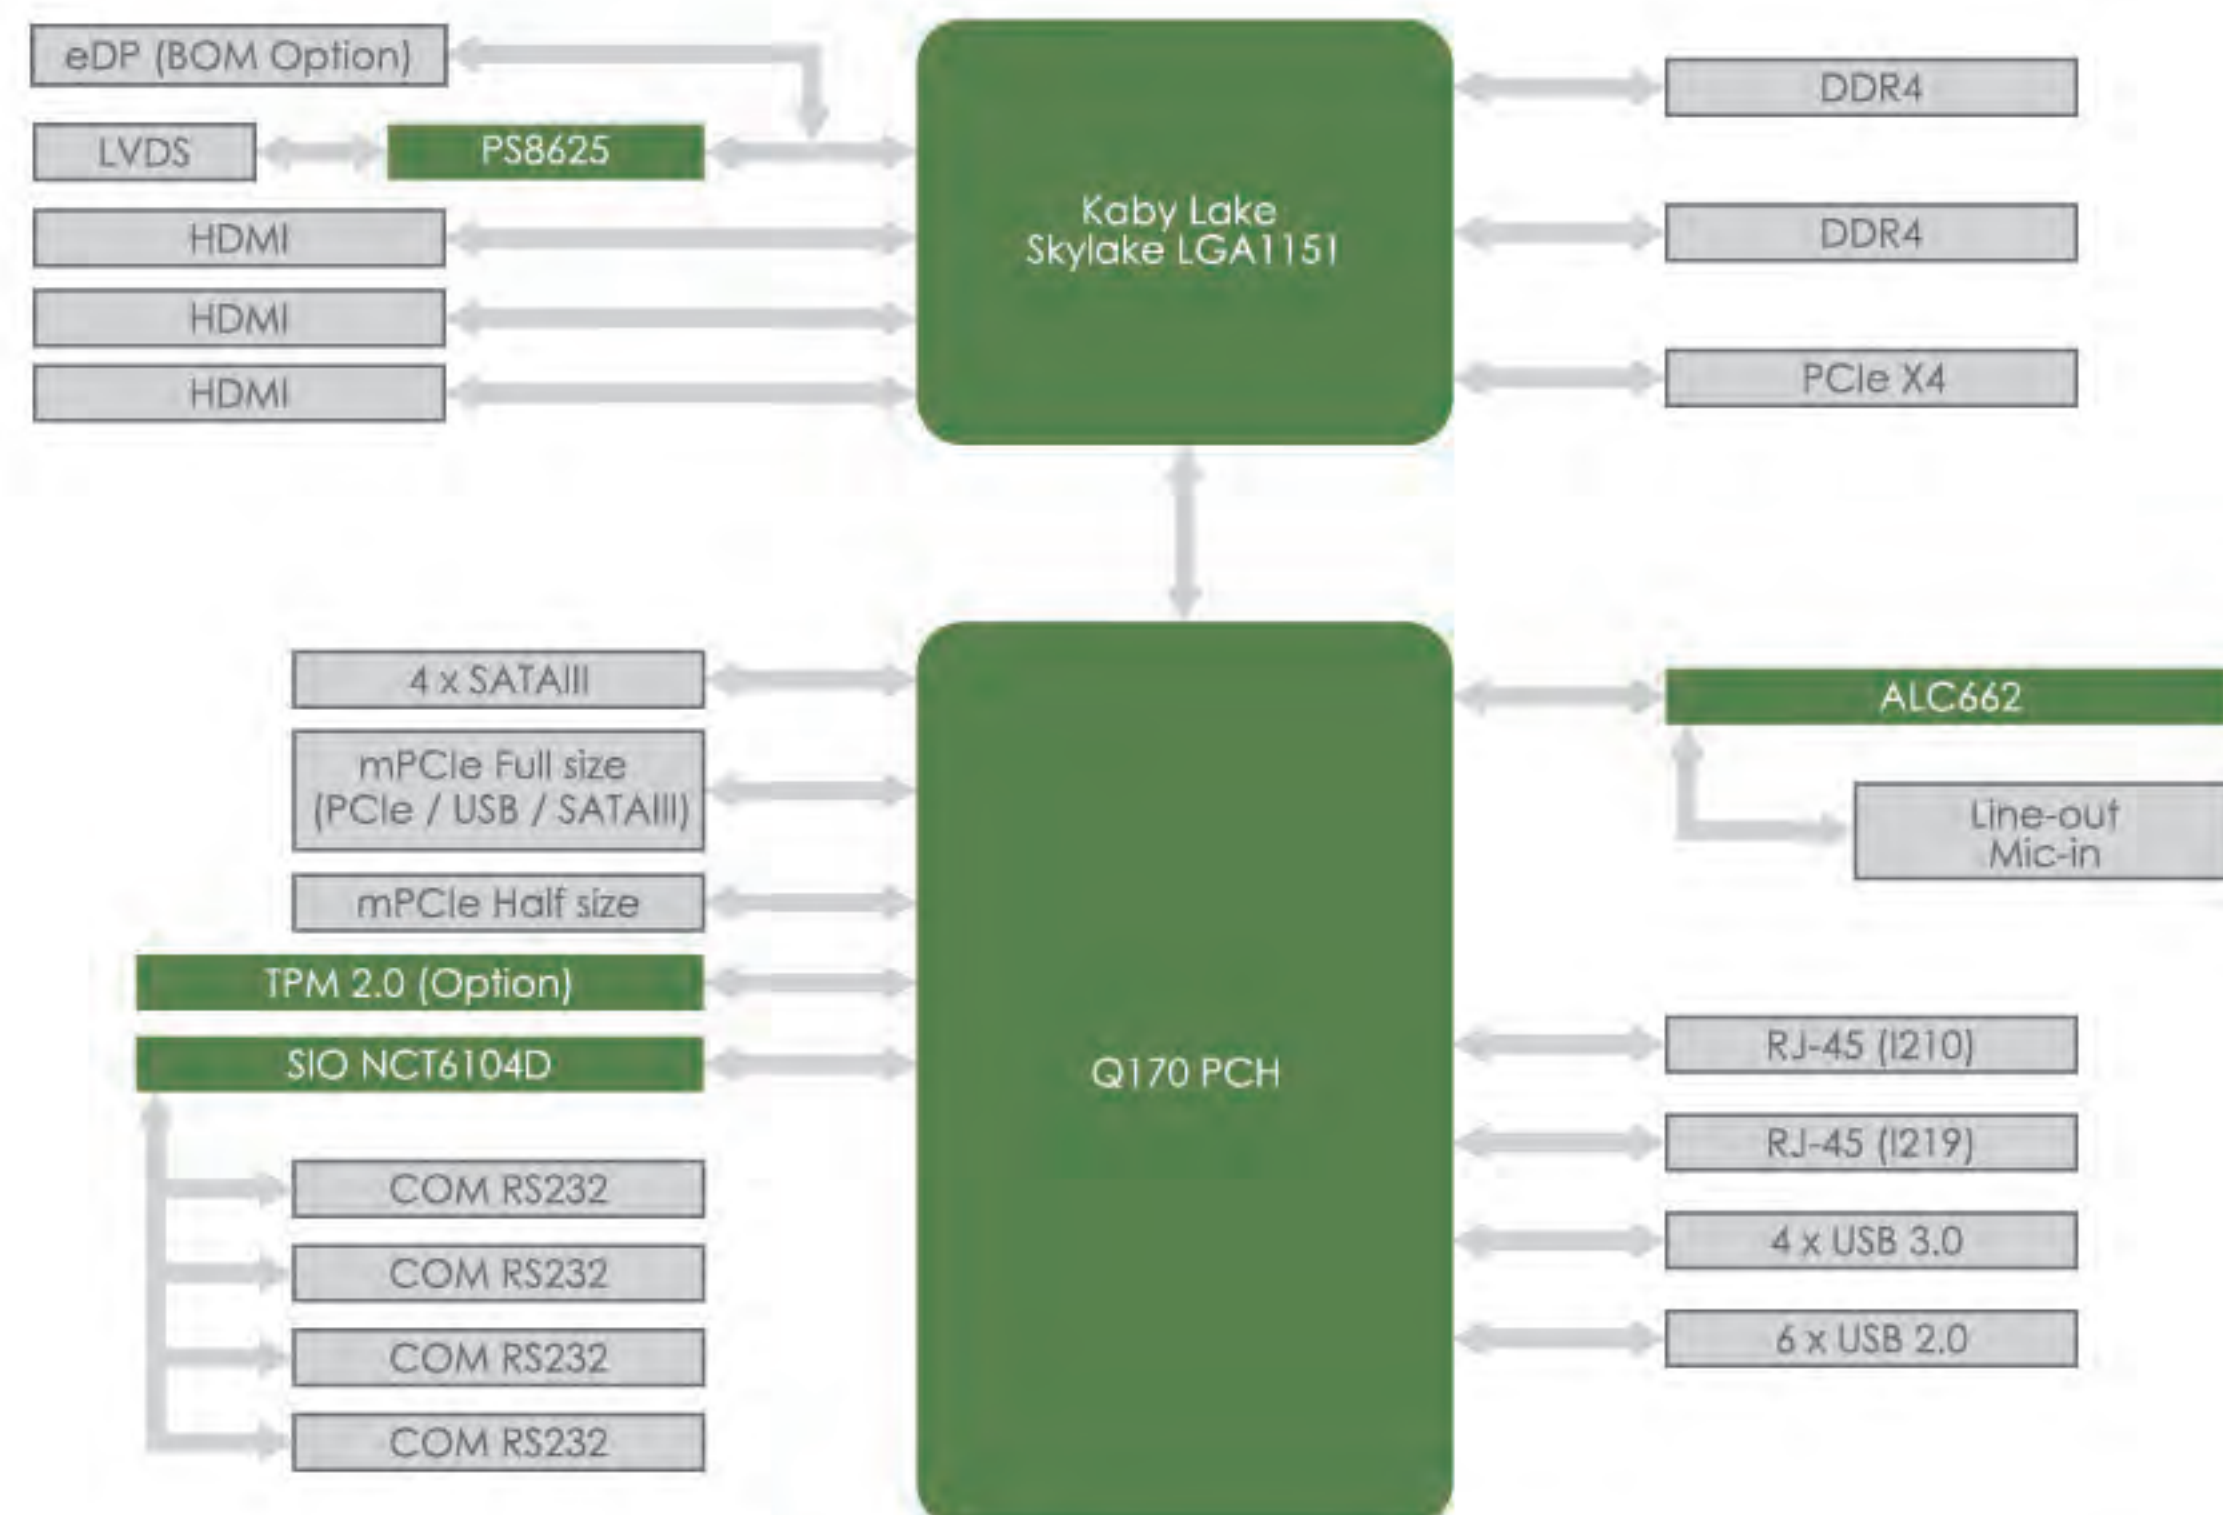 eDP (BOM Option)
LVDS
PS8625
HDMI
HDMI
HDMI
Kaby Lake
Skylake LGA1151
DDR4
DDR4
PCIe X4
4 x SATAIII
mPCIe Full size
(PCIe / USB / SATAIII)
mPCIe Half size
TPM 2.0 (Option)
SIO NCT6104D
COM RS232
COM RS232
COM RS232
COM RS232
Q170 PCH
ALC662
Line-out
Mic-in
RJ-45 (I210)
RJ-45 (I219)
4 x USB 3.0
6 x USB 2.0